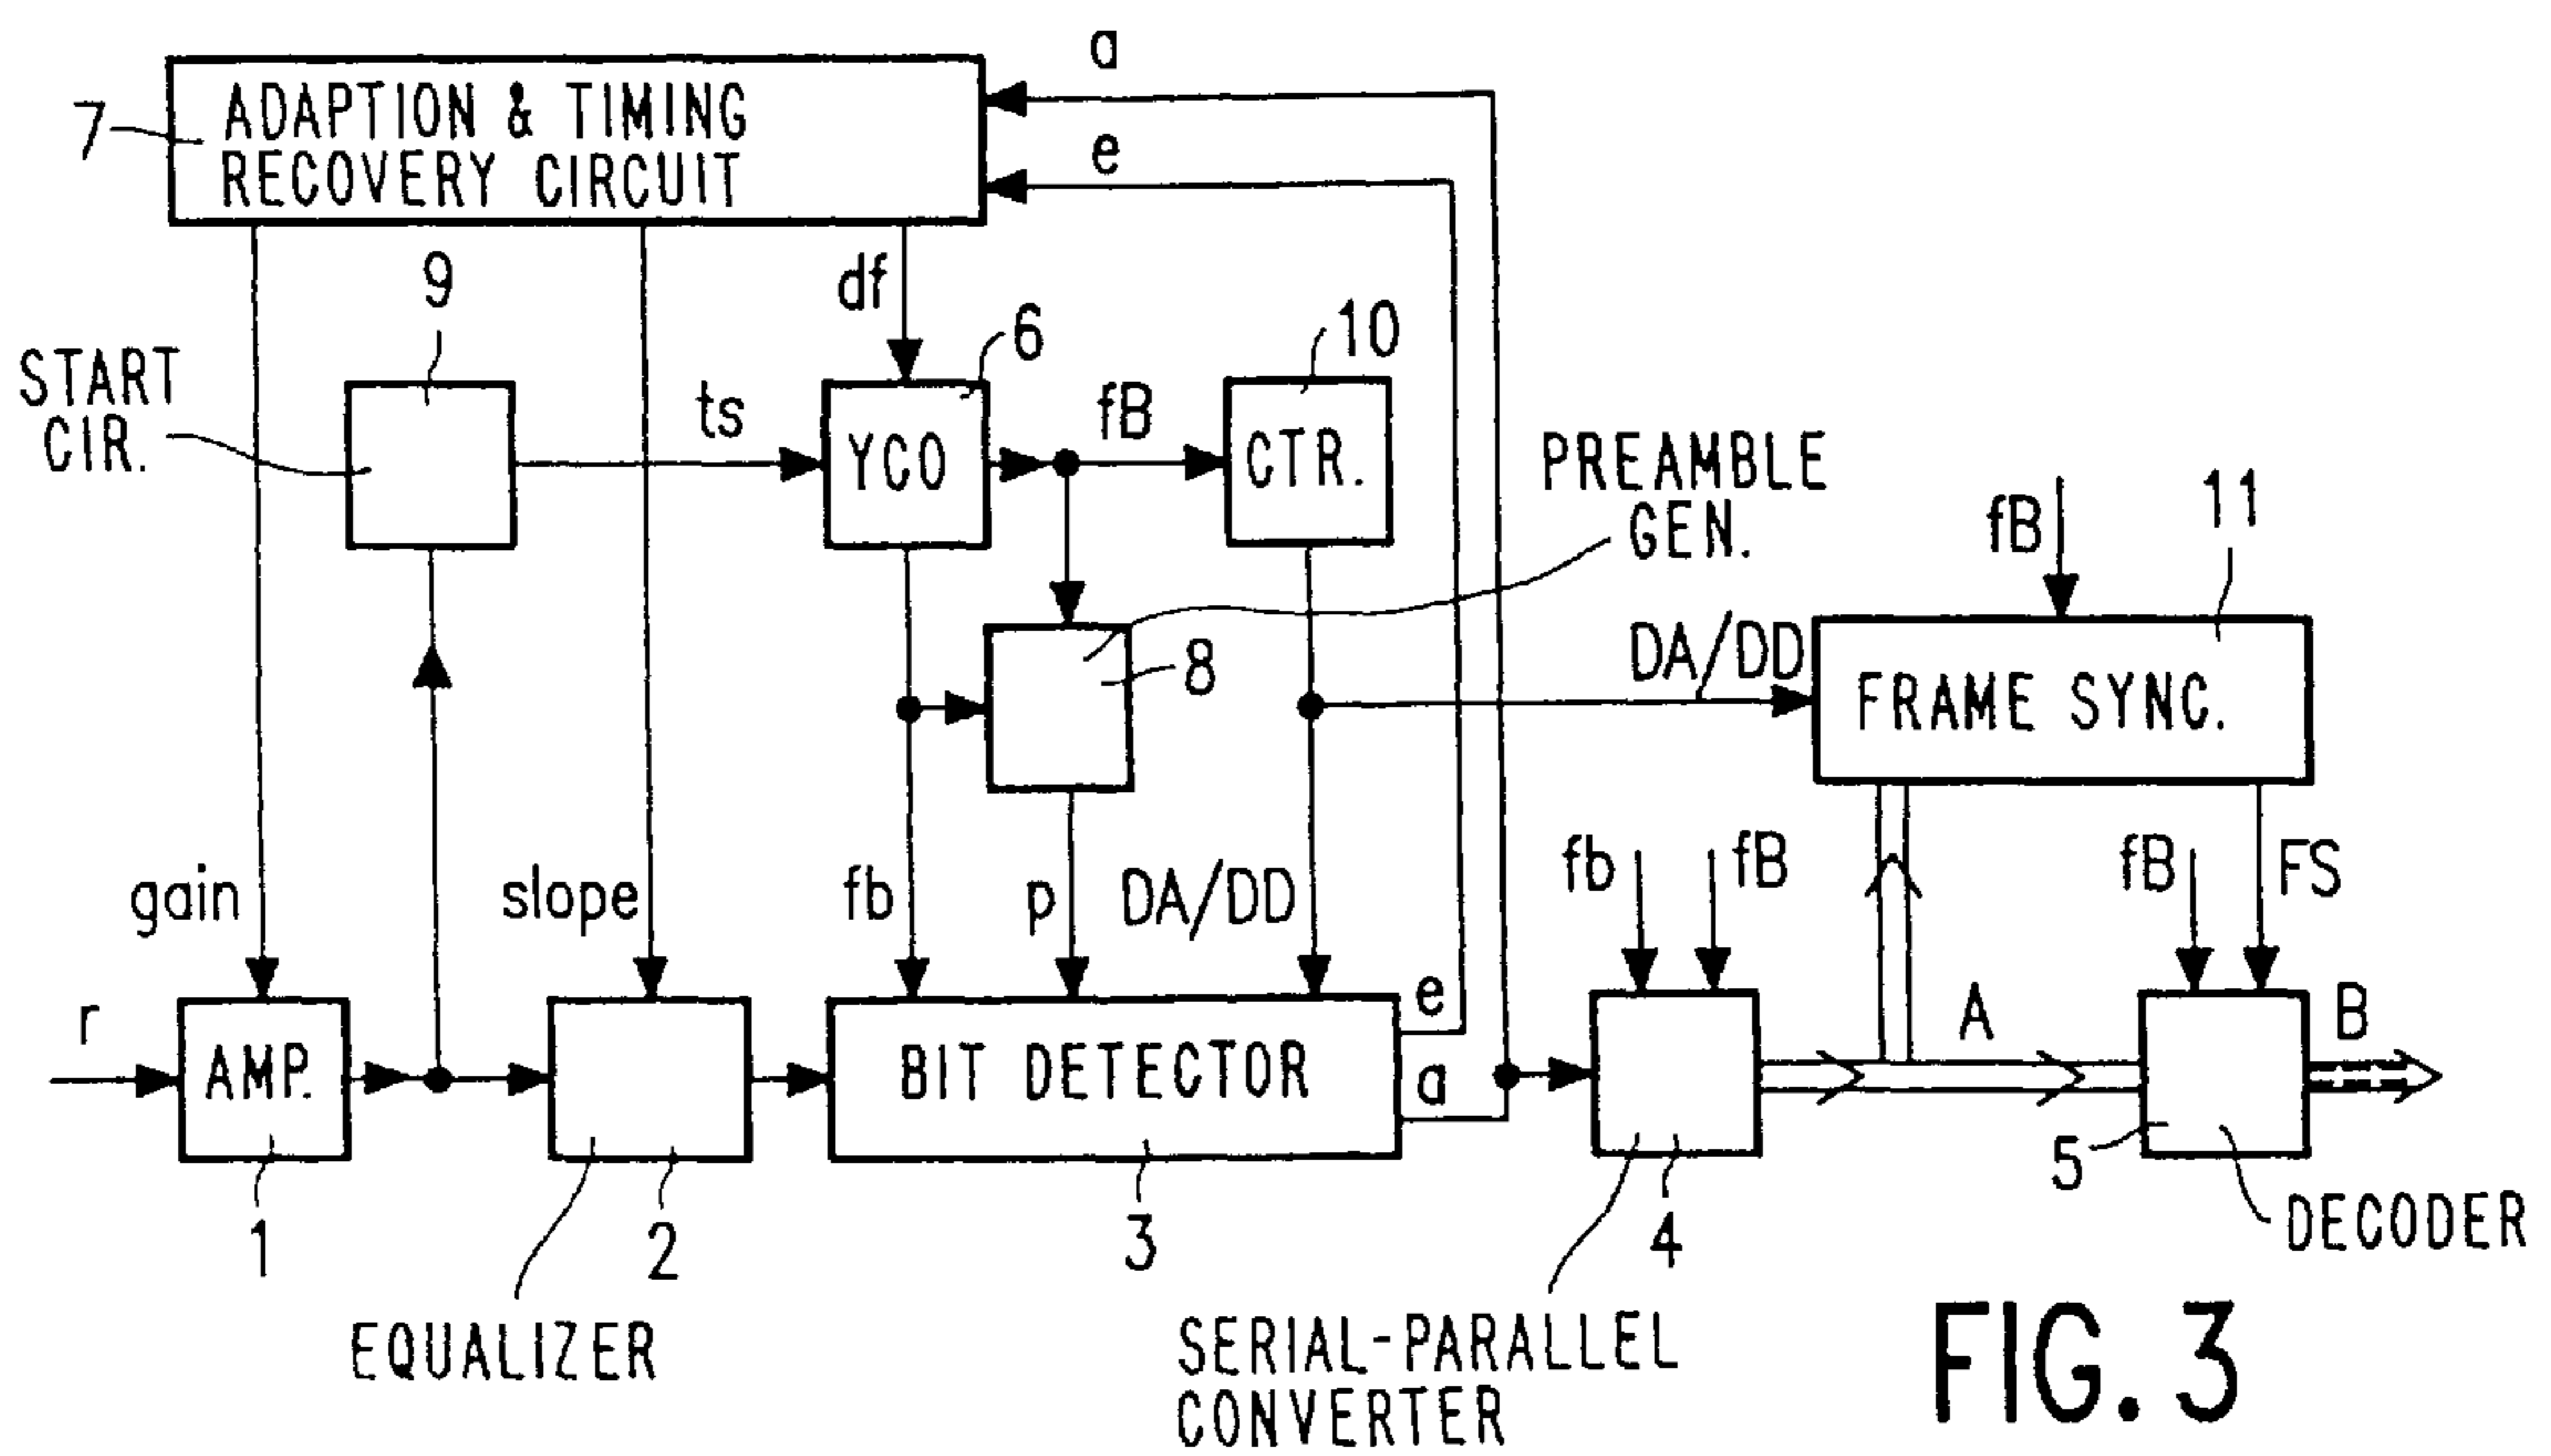 a
7
ADAPTION & TIMING
RECOVERY CIRCUIT
e
9
df
6
10
START
CIR.
ts
YCO
fB
CTR.
PREAMBLE
GEN.
fB
11
8
DA/DD
FRAME SYNC.
gain
slope
fb
p
DA/DD
fb
fB
fB
FS
r
AMP.
BIT DETECTOR
e
a
A
B
1
2
3
4
5
DECODER
EQUALIZER
SERIAL-PARALLEL
CONVERTER
FIG. 3